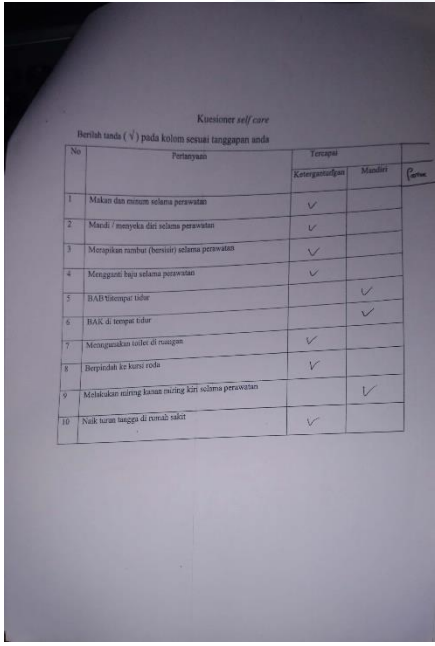 Kuesioner self care
Berilah tanda ( √ ) pada kolom sesuai tanggapan anda
No Pertanyaan Tercapai
Ketergantungan Mandiri
1 Makan dan minum selama perawatan ✓
2 Mandi / menyeka diri selama perawatan ✓
3 Merapikan rambut (bersisir) selama perawatan ✓
4 Mengganti baju selama perawatan ✓
5 BAB ditempat tidur ✓
6 BAK di tempat tidur ✓
7 Menngunakan toilet di ruangan ✓
8 Berpindah ke kursi roda ✓
9 Melakukan miring kanan miring kiri selama perawatan ✓
10 Naik turun tangga di rumah sakit ✓